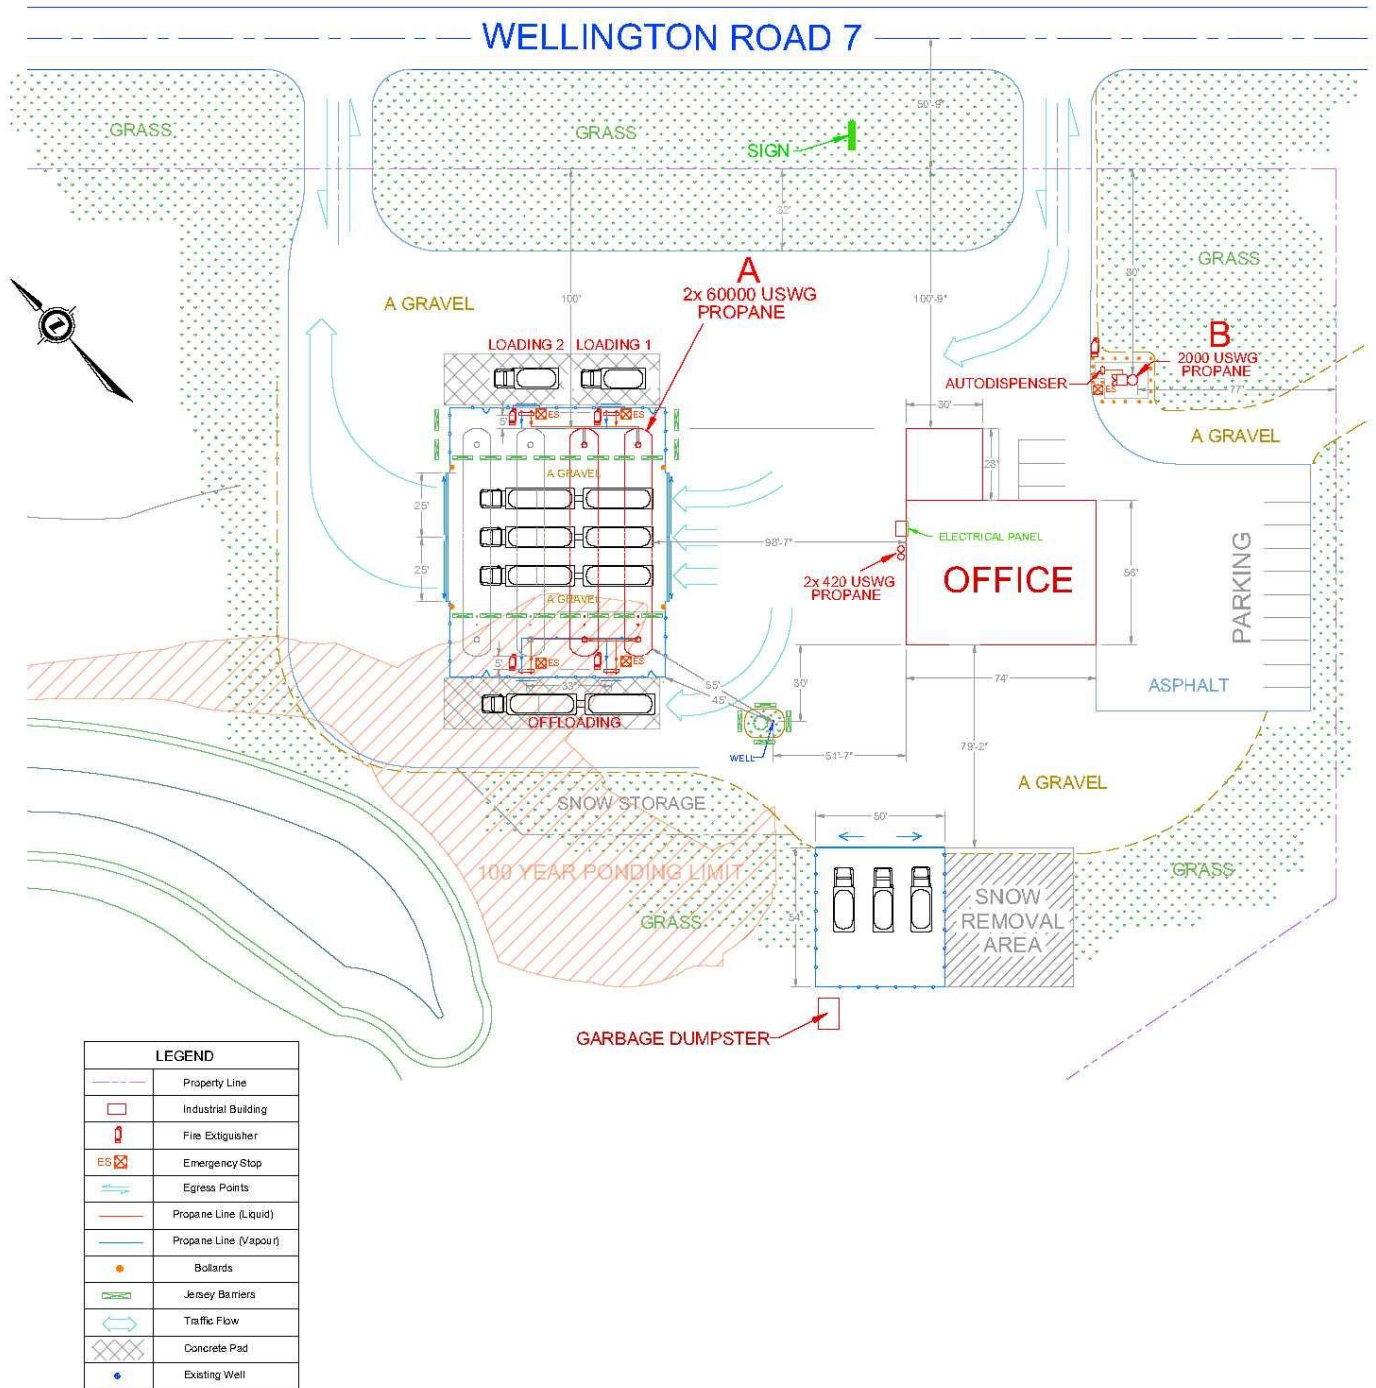 WELLINGTON ROAD 7
50'-9"
GRASS
GRASS
SIGN
32'
GRASS
80'
A
2x 60000 USWG
PROPANE
A GRAVEL
100'
100'-9"
B
2000 USWG
PROPANE
LOADING 2 LOADING 1
AUTODISPENSER
ES
77'
30'
5'
ES
ES
A GRAVEL
28'
A GRAVEL
25'
ELECTRICAL PANEL
98'-7"
2x 420 USWG
PROPANE
OFFICE
56'
PARKING
25'
A GRAVEL
5'
ES
ES
33'
55'
45'
30'
74'
ASPHALT
OFFLOADING
WELL
51'-7"
79'-2"
A GRAVEL
SNOW STORAGE
50'
100 YEAR PONDING LIMIT
GRASS
GRASS
54'
SNOW
REMOVAL
AREA
GARBAGE DUMPSTER
LEGEND
Property Line
Industrial Building
Fire Extiguisher
ES Emergency Stop
Egress Points
Propane Line (Liquid)
Propane Line (Vapour)
Bollards
Jersey Barriers
Traffic Flow
Concrete Pad
Existing Well